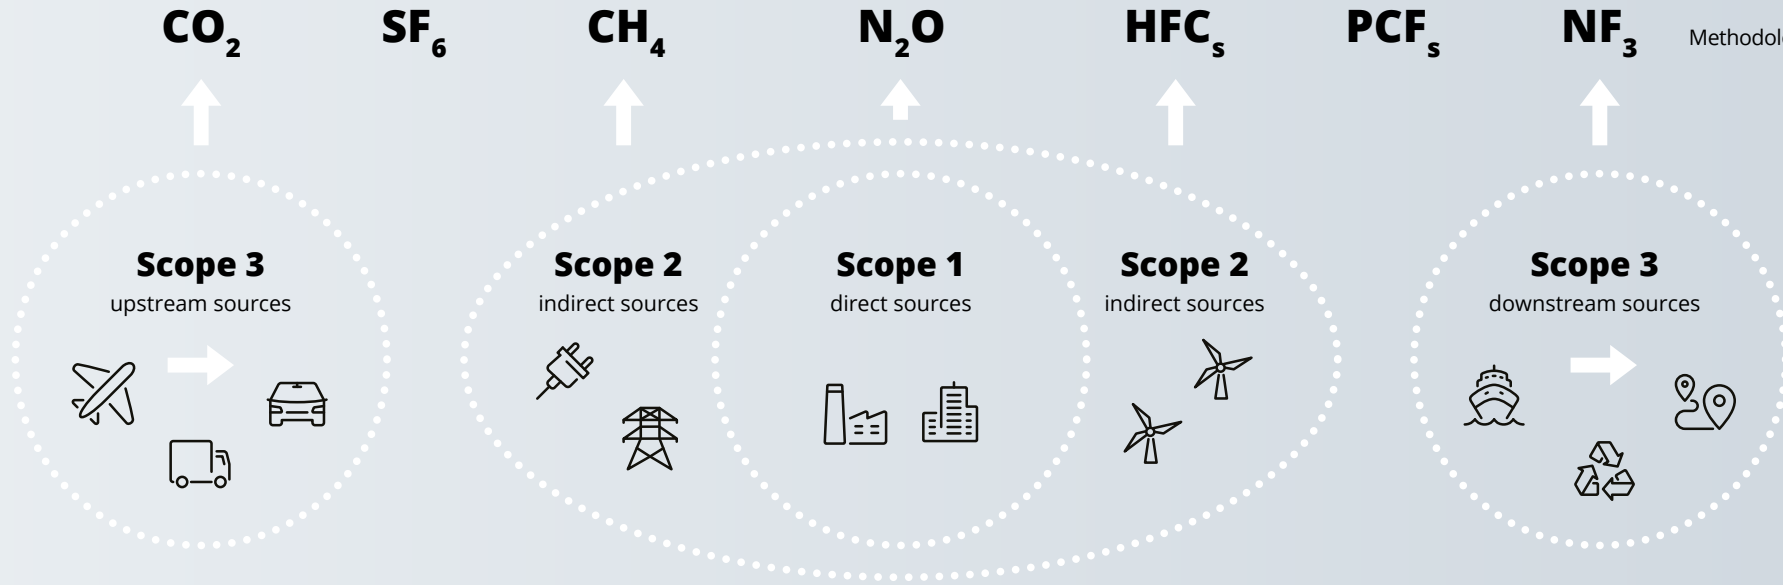 CO₂ SF₆ CH₄ N₂O HFCₛ PCFₛ NF₃
Scope 3 Scope 2 Scope 1 Scope 2 Scope 3
upstream sources indirect sources direct sources indirect sources downstream sources